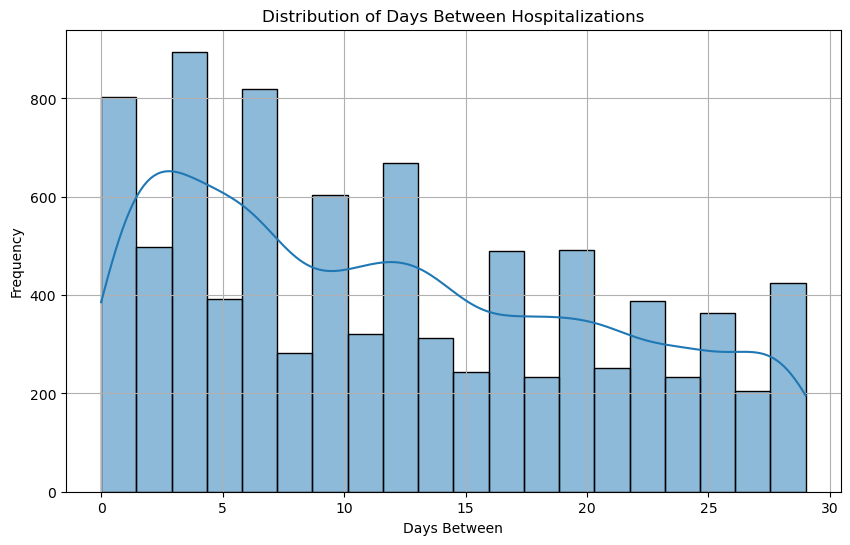 Distribution of Days Between Hospitalizations
Frequency
800
600
400
200
0
0 5 10 15 20 25 30
Days Between